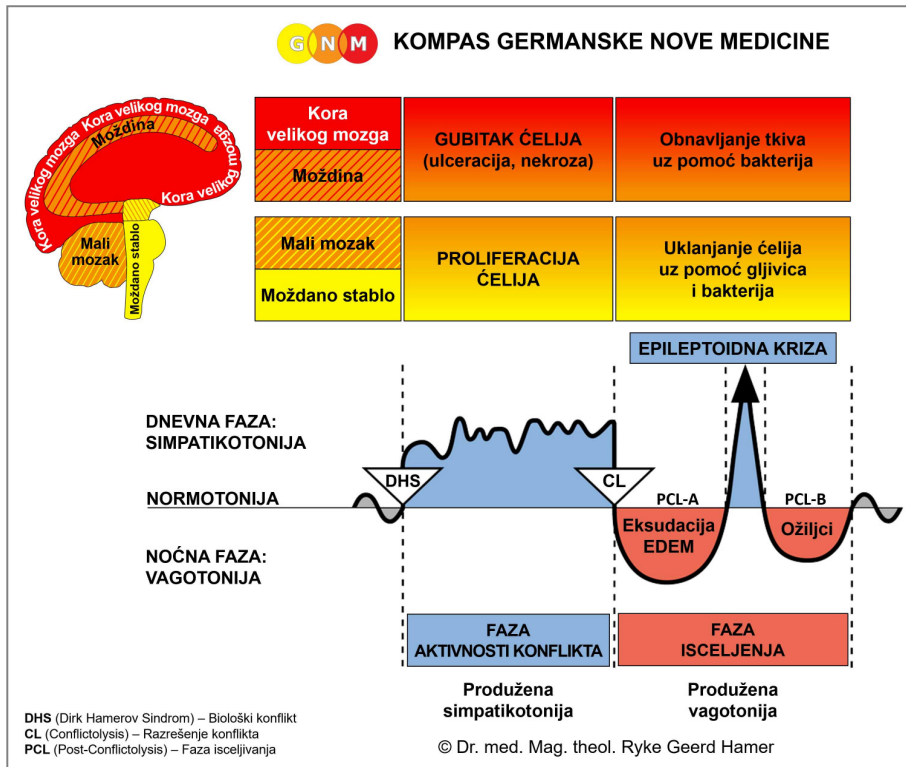 G N M
KOMPAS GERMANSKE NOVE MEDICINE
Kora velikog mozga Kora velikog mozga
Moždina
Kora velikog
Mali
mozak
Moždano stablo
Kora
velikog mozga
Moždina
GUBITAK ĆELIJA
(ulceracija, nekroza)
Obnavljanje tkiva
uz pomoć bakterija
Mali mozak
Moždano stablo
PROLIFERACIJA
ĆELIJA
Uklanjanje ćelija
uz pomoć gljivica
i bakterija
EPILEPTOIDNA KRIZA
DNEVNA FAZA:
SIMPATIKOTONIJA
DHS
CL
NORMOTONIJA
PCL-A
PCL-B
Eksudacija
EDEM
Ožiljci
NOĆNA FAZA:
VAGOTONIJA
FAZA
AKTIVNOSTI KONFLIKTA
FAZA
ISCELJENJA
Produžena
simpatikotonija
Produžena
vagotonija
DHS (Dirk Hamerov Sindrom) – Biološki konflikt
CL (Conflictolysis) – Razrešenje konflikta
PCL (Post-Conflictolysis) – Faza isceljivanja
© Dr. med. Mag. theol. Ryke Geerd Hamer